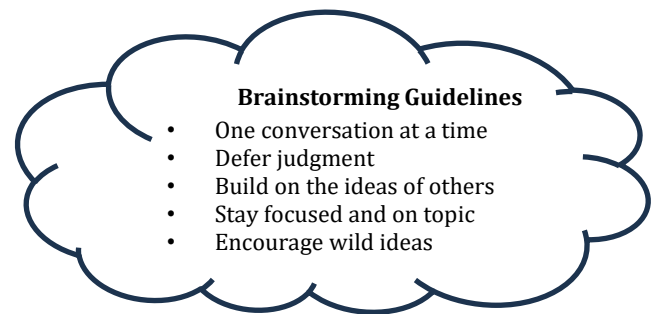 Brainstorming Guidelines
• One conversation at a time
• Defer judgment
• Build on the ideas of others
• Stay focused and on topic
• Encourage wild ideas